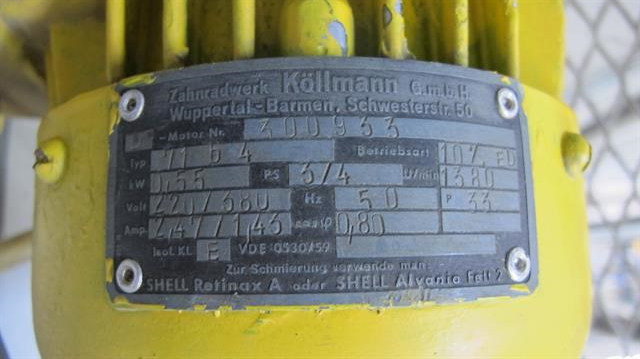 Zahnradwerk Köllmann G.m.b.H.
Wuppertal-Barmen, Schwesterstr. 50
-Motor Nr. 300933
Typ 71 b 4 Betriebsart 10% ED
kW 0,55 PS 3/4 U/min 1380
Volt 220/380 Hz 50 P 33
Amp. 2,47/1,43 cos φ 0,80
Isol. KL E VDE 0530/59
Zur Schmierung verwende man
SHELL Retinax A oder SHELL Alvania Fett 2